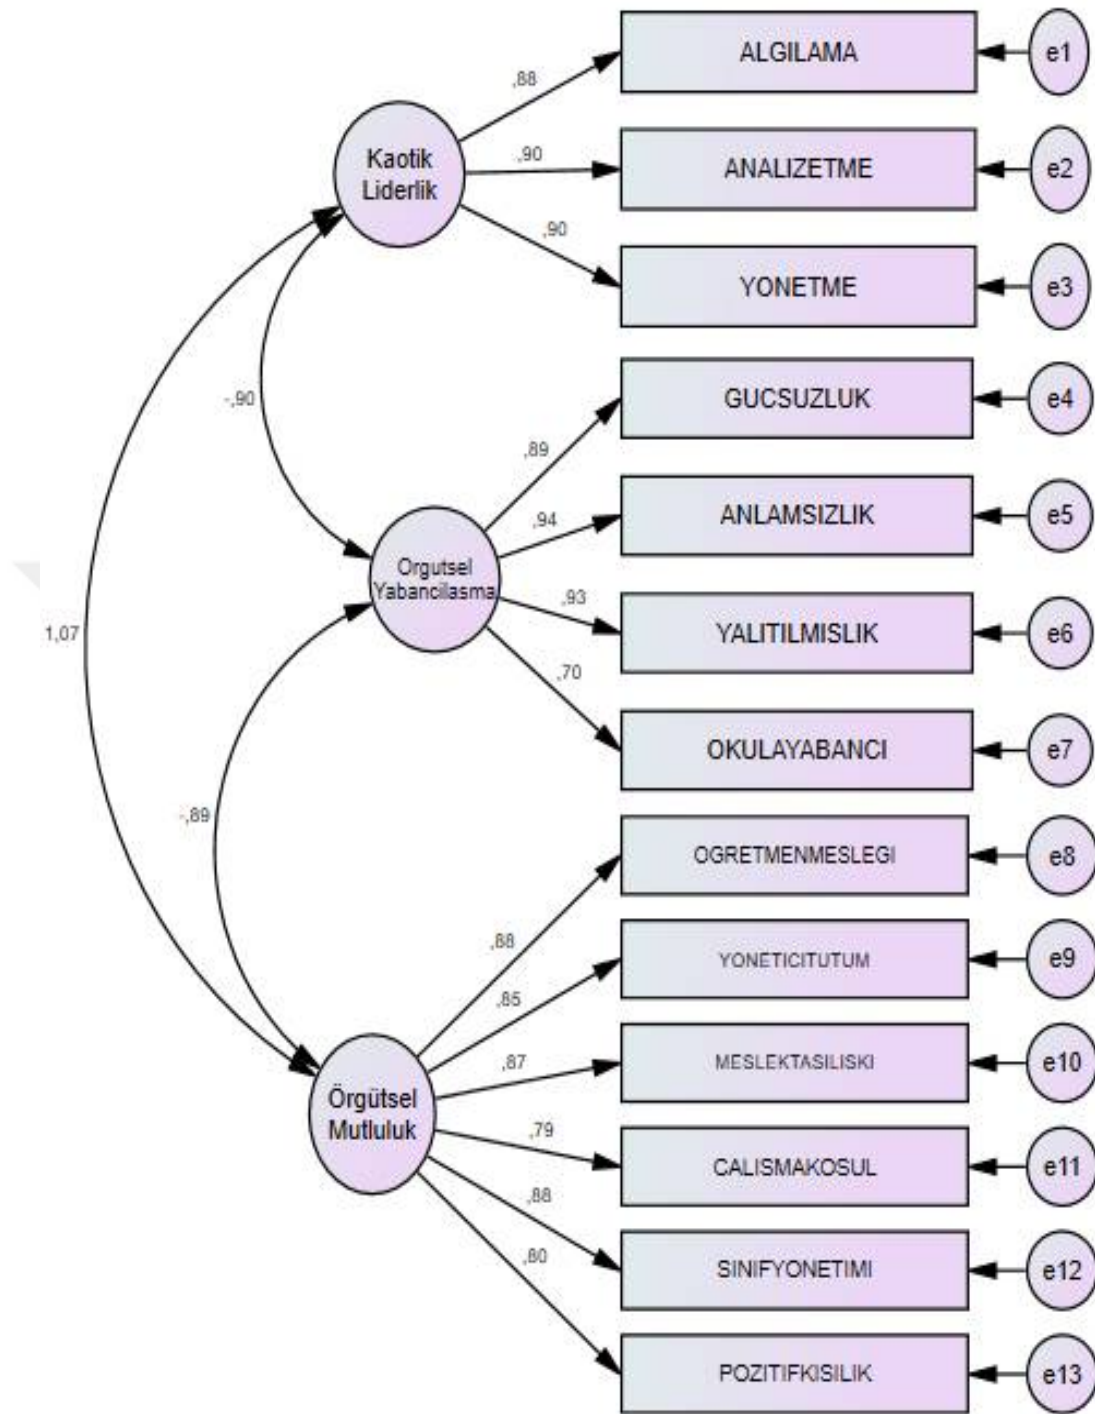 ALGILAMA
e1
,88
Kaotik
Liderlik
,90
ANALIZETME
e2
,90
YONETME
e3
-,90
GUCSUZLUK
e4
,89
ANLAMSIZLIK
e5
,94
Orgutsel
Yabancilasma
,93
YALITILMISLIK
e6
1,07
,70
OKULAYABANCI
e7
-,89
OGRETMENMESLEGI
e8
,88
YONETICITUTUM
e9
,85
MESLEKTASILISKI
e10
,87
Örgütsel
Mutluluk
,79
CALISMAKOSUL
e11
,88
SINIFYONETIMI
e12
,80
POZITIFKISILIK
e13